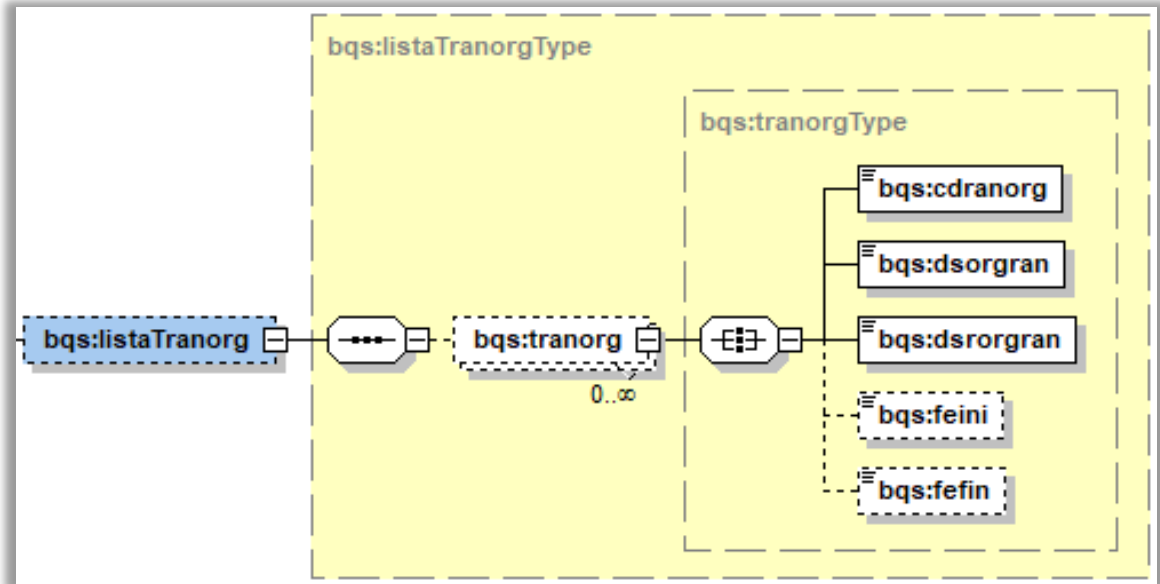 bqs:listaTranorgType
bqs:tranorgType
bqs:cdranorg
bqs:dsorgran
bqs:listaTranorg
bqs:tranorg
bqs:dsrorgran
0..∞
bqs:feini
bqs:fefin